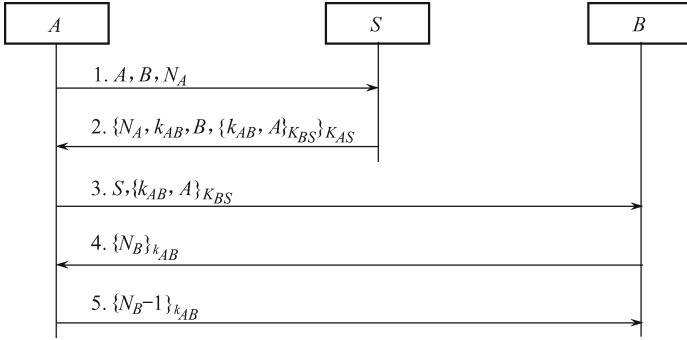 A S B
1. A, B, N_A
2. {N_A, k_AB, B, {k_AB, A}_K_BS}_K_AS
3. S, {k_AB, A}_K_BS
4. {N_B}_k_AB
5. {N_B−1}_k_AB